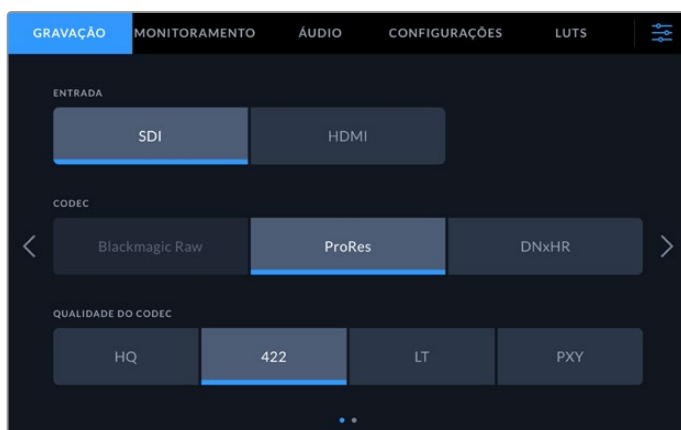 GRAVAÇÃO MONITORAMENTO ÁUDIO CONFIGURAÇÕES LUTS
ENTRADA
SDI HDMI
CODEC
Blackmagic Raw ProRes DNxHR
QUALIDADE DO CODEC
HQ 422 LT PXY